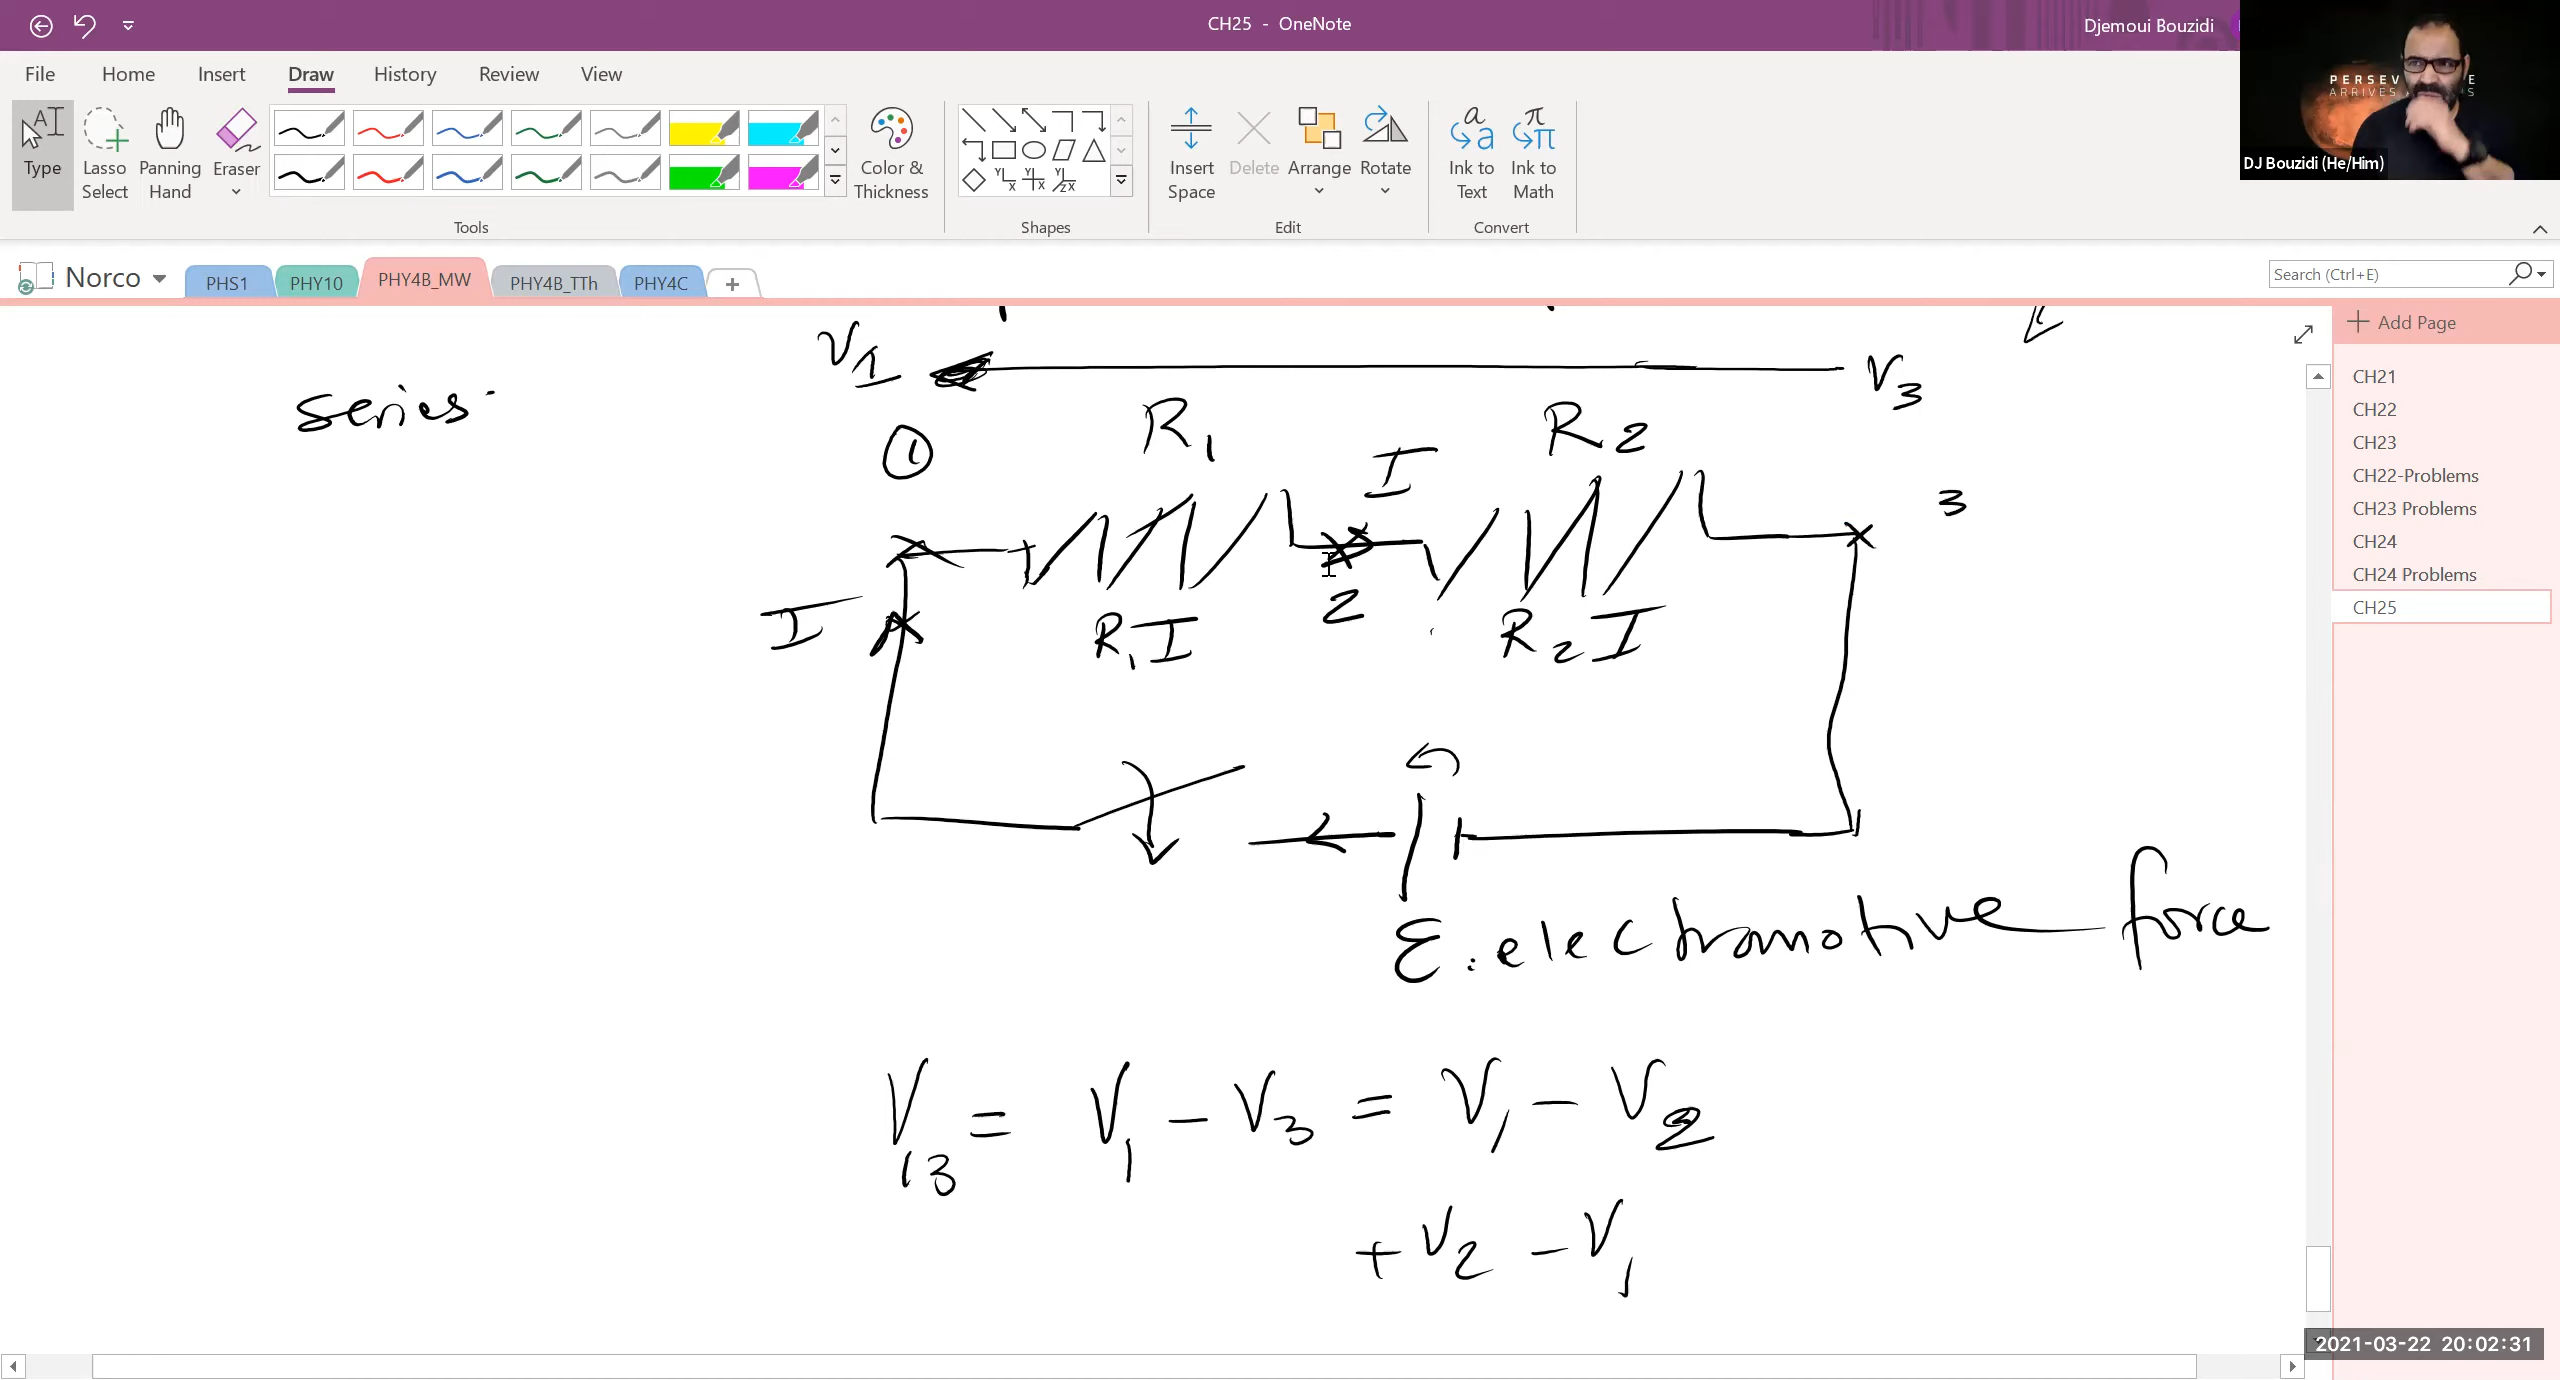 CH25 - OneNote
Djemoui Bouzidi
File Home Insert Draw History Review View
Type
Lasso Select
Panning Hand
Eraser
Color & Thickness
Insert Space
Delete
Arrange
Rotate
Ink to Text
Ink to Math
Tools
Shapes
Edit
Convert
PERSEV E
ARRIVES S
DJ Bouzidi (He/Him)
Norco
PHS1
PHY10
PHY4B_MW
PHY4B_TTh
PHY4C
Search (Ctrl+E)
Add Page
CH21
CH22
CH23
CH22-Problems
CH23 Problems
CH24
CH24 Problems
CH25
V1
V3
series
1
R1
I
R2
3
2
I
R1I
R2I
ε : electromotive force
V13 = V1 - V3 = V1 - V2
+ V2 - V1
2021-03-22 20:02:31